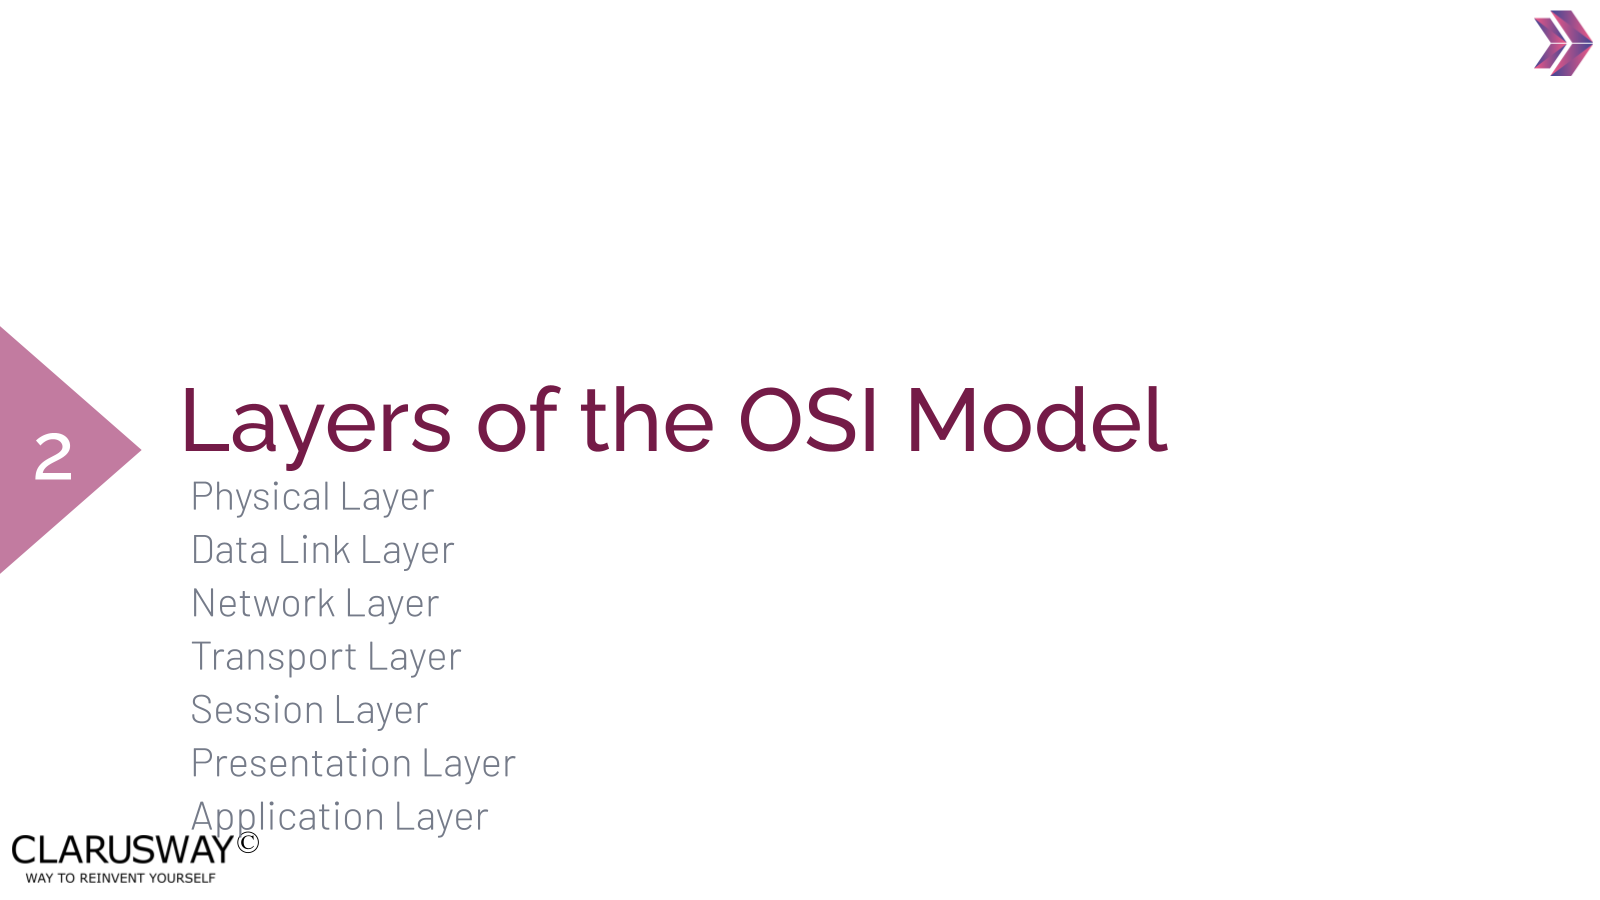 2
Layers of the OSI Model
Physical Layer
Data Link Layer
Network Layer
Transport Layer
Session Layer
Presentation Layer
Application Layer
CLARUSWAY©
WAY TO REINVENT YOURSELF